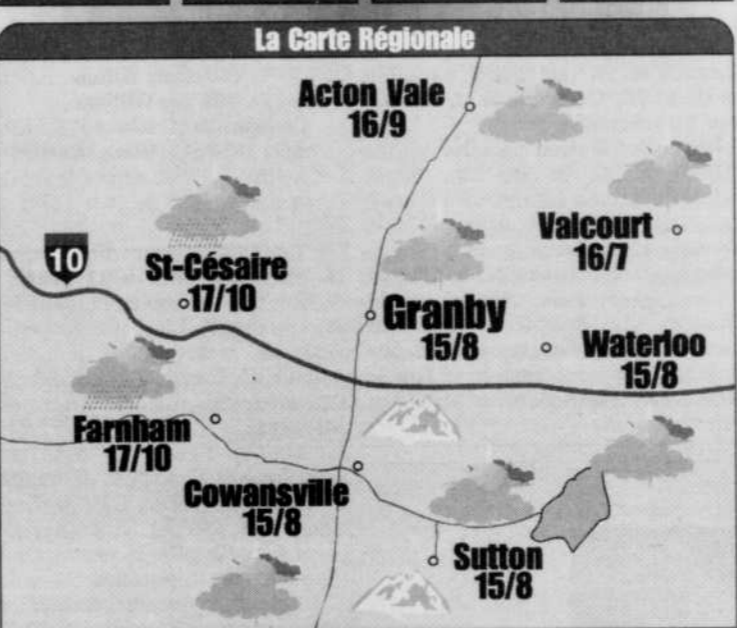 La Carte Régionale
Acton Vale
16/9
Valcourt
16/7
10
St-Césaire
17/10
Granby
15/8
Waterloo
15/8
Farnham
17/10
Cowansville
15/8
Sutton
15/8